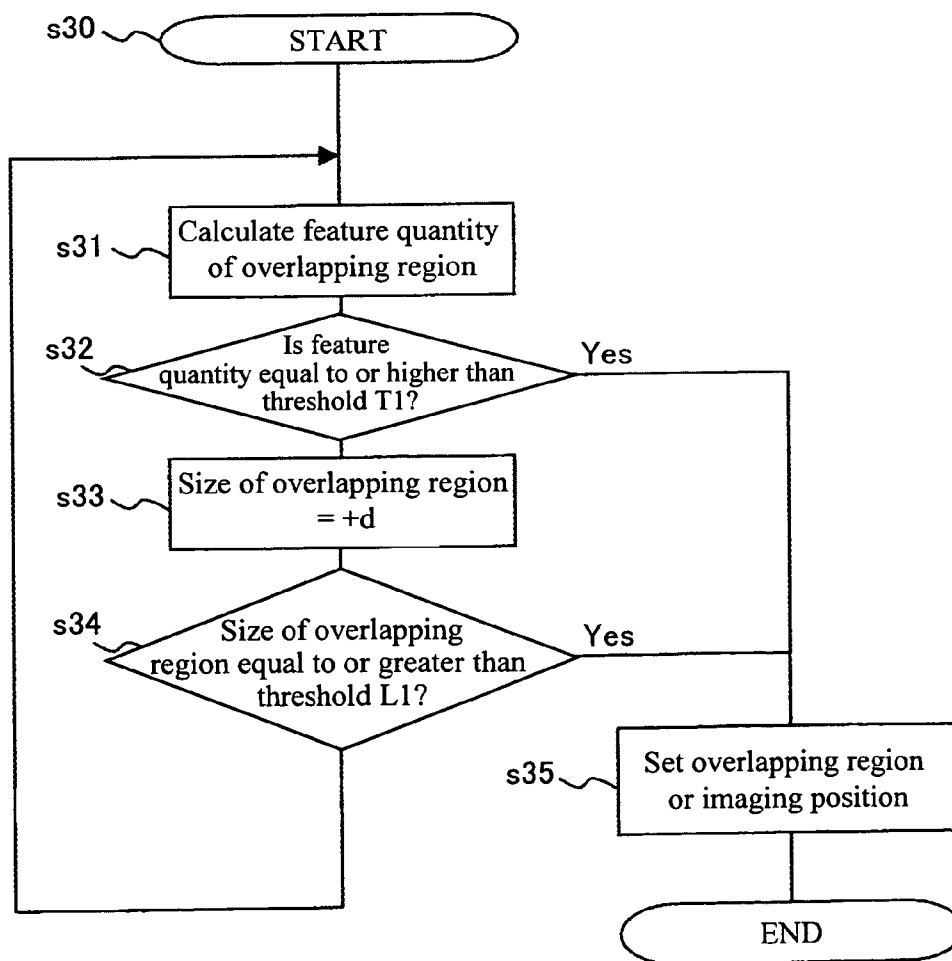 s30
START
s31
Calculate feature quantity
of overlapping region
s32
Is feature
quantity equal to or higher than
threshold T1?
Yes
s33
Size of overlapping region
= +d
s34
Size of overlapping
region equal to or greater than
threshold L1?
Yes
s35
Set overlapping region
or imaging position
END